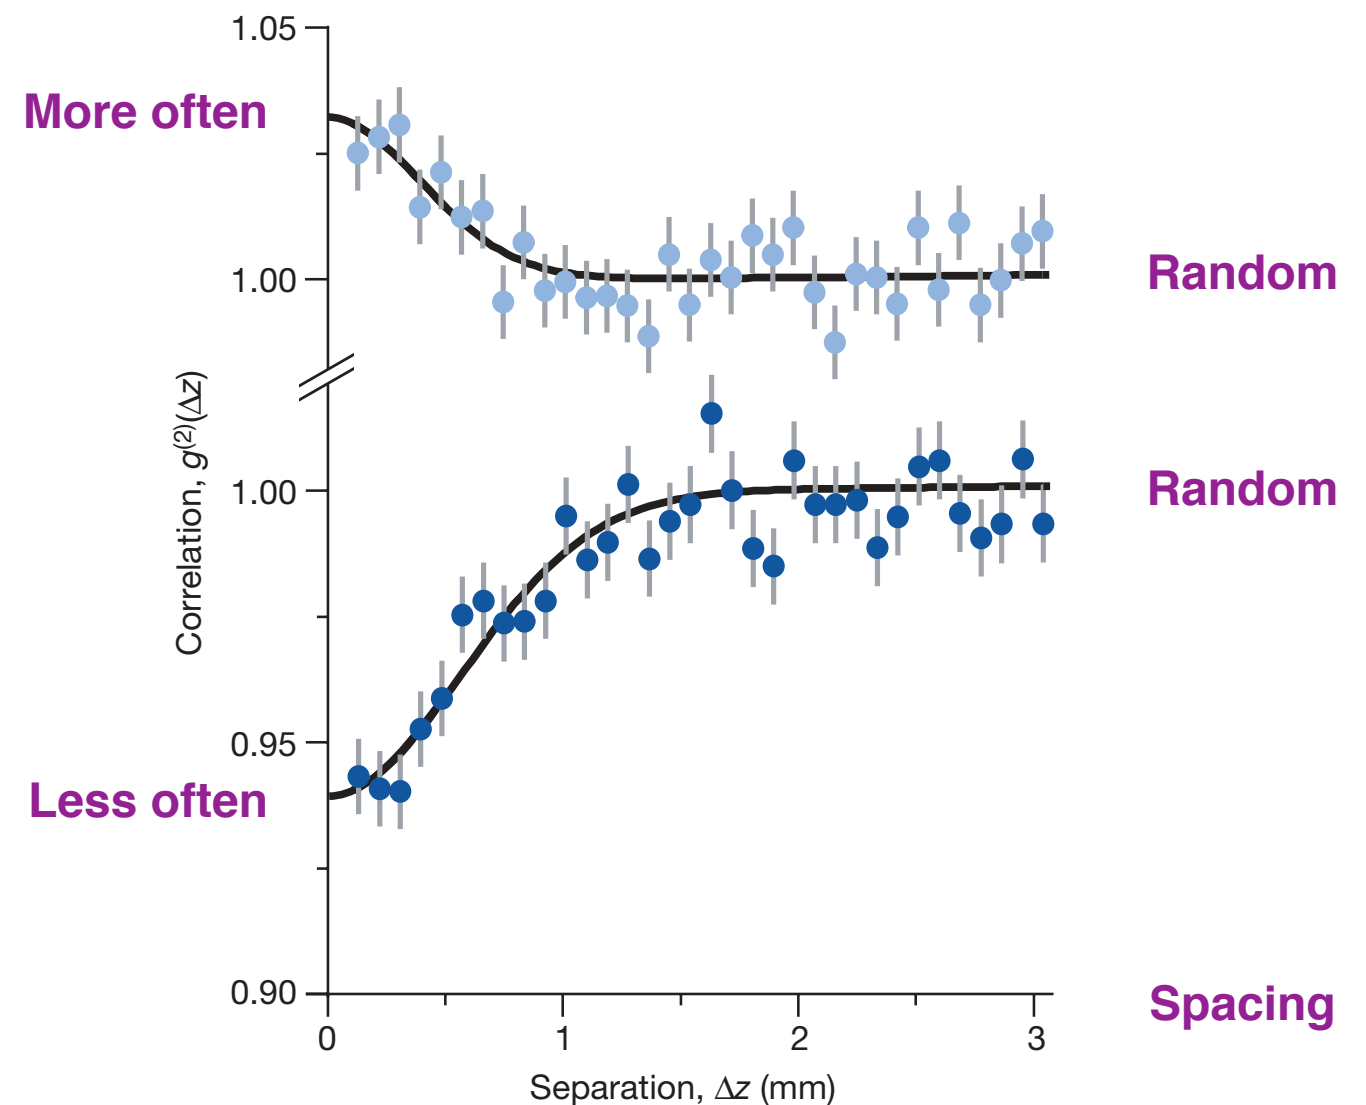 1.05
More often
1.00
Random
Correlation, g(2)(Δz)
1.00
Random
0.95
Less often
0.90
Spacing
0
1
2
3
Separation, Δz (mm)